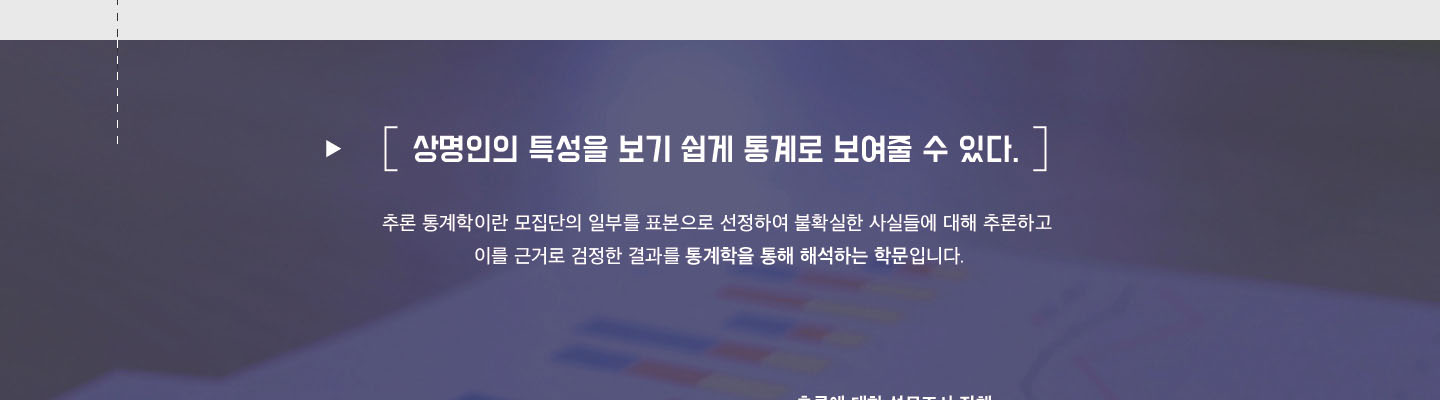 ▶ [ 상명인의 특성을 보기 쉽게 통계로 보여줄 수 있다. ]
추론 통계학이란 모집단의 일부를 표본으로 선정하여 불확실한 사실들에 대해 추론하고
이를 근거로 검정한 결과를 통계학을 통해 해석하는 학문입니다.